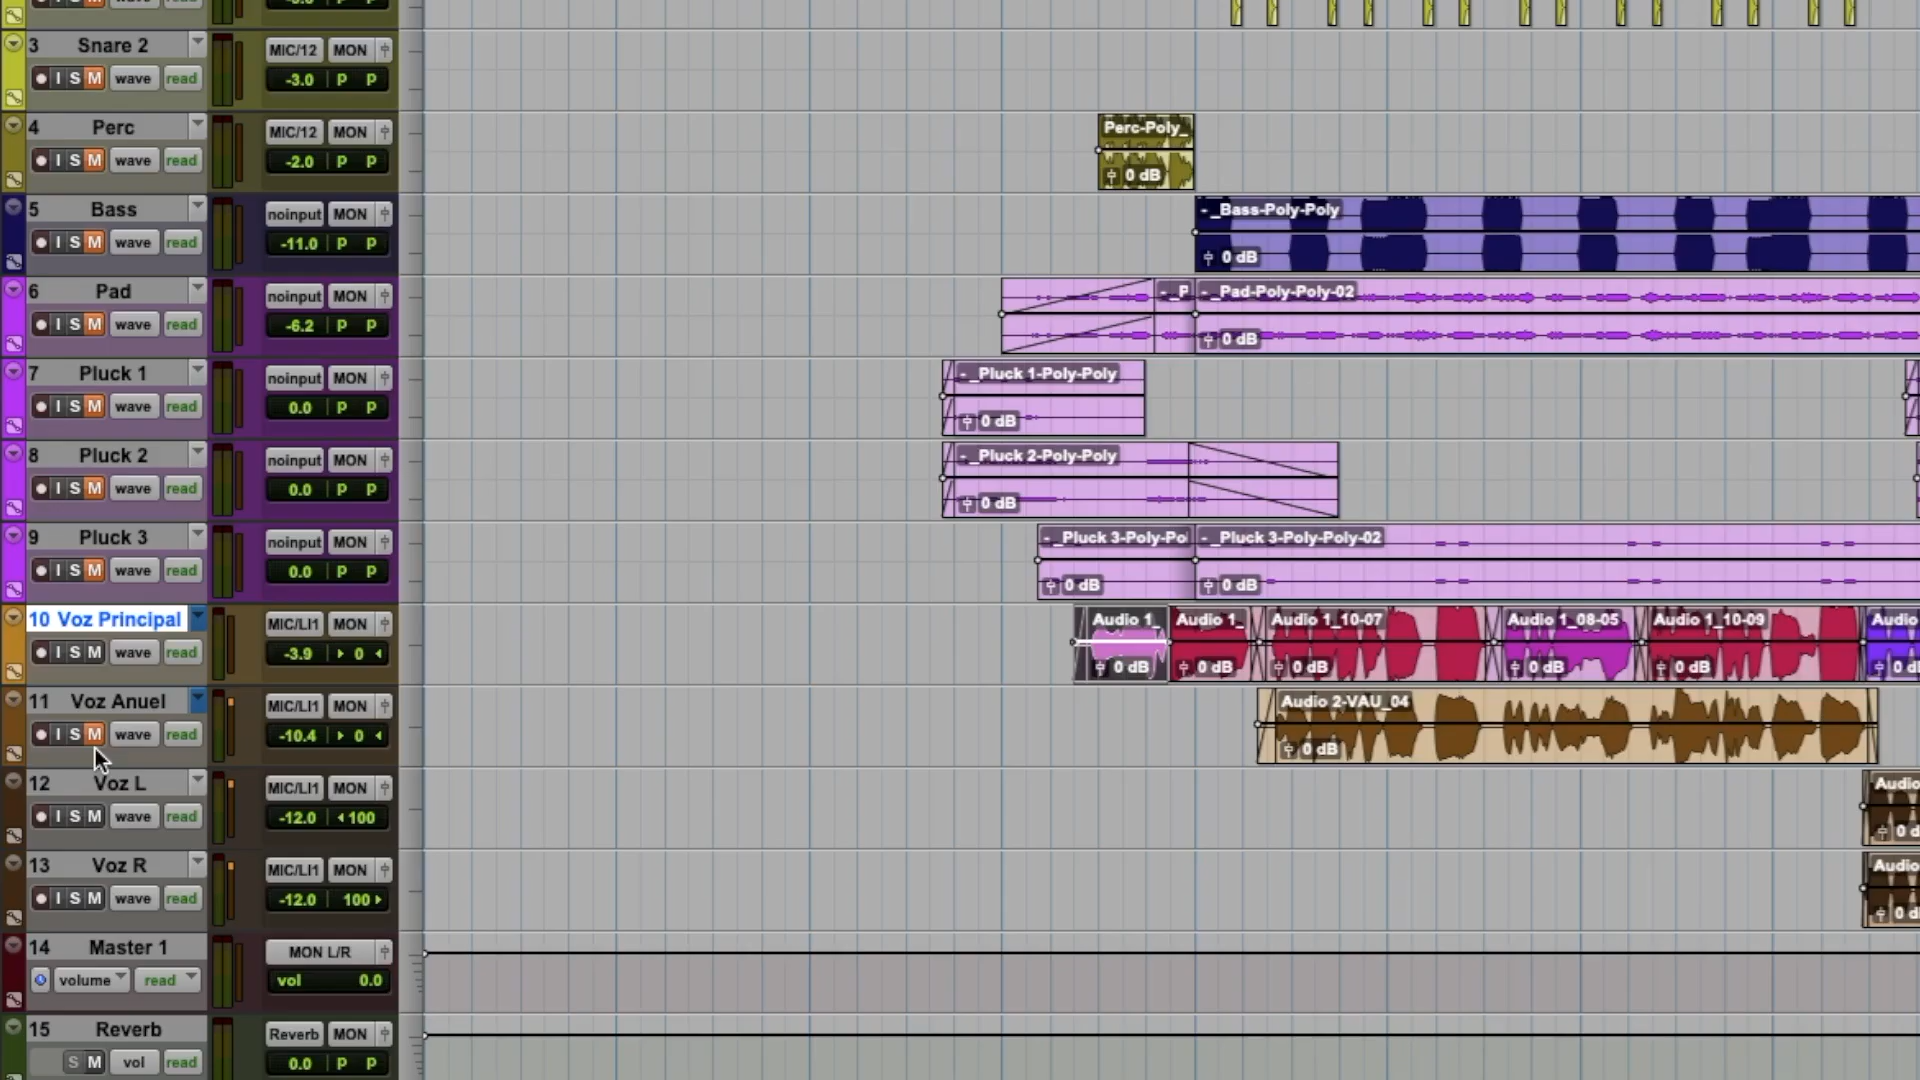 3 Snare 2
MIC/12 MON
I S M wave read
-3.0 P P
4 Perc
MIC/12 MON
I S M wave read
-2.0 P P
Perc-Poly_
0 dB
5 Bass
noinput MON
I S M wave read
-11.0 P P
- _Bass-Poly-Poly
0 dB
6 Pad
noinput MON
I S M wave read
-6.2 P P
- _P
- _Pad-Poly-Poly-02
0 dB
7 Pluck 1
noinput MON
I S M wave read
0.0 P P
- _Pluck 1-Poly-Poly
0 dB
8 Pluck 2
noinput MON
I S M wave read
0.0 P P
- _Pluck 2-Poly-Poly
0 dB
9 Pluck 3
noinput MON
I S M wave read
0.0 P P
- _Pluck 3-Poly-Po
- _Pluck 3-Poly-Poly-02
0 dB
0 dB
10 Voz Principal
MIC/LI1 MON
I S M wave read
-3.9 0
Audio 1_ Audio 1_ Audio 1_10-07 Audio 1_08-05 Audio 1_10-09 Audio
0 dB 0 dB 0 dB 0 dB 0 dB 0 d
11 Voz Anuel
MIC/LI1 MON
I S M wave read
-10.4 0
Audio 2-VAU_04
0 dB
12 Voz L
MIC/LI1 MON
I S M wave read
-12.0 100
Audio
0 d
13 Voz R
MIC/LI1 MON
I S M wave read
-12.0 100
Audio
0 d
14 Master 1
MON L/R
volume read
vol 0.0
15 Reverb
Reverb MON
S M vol read
0.0 P P